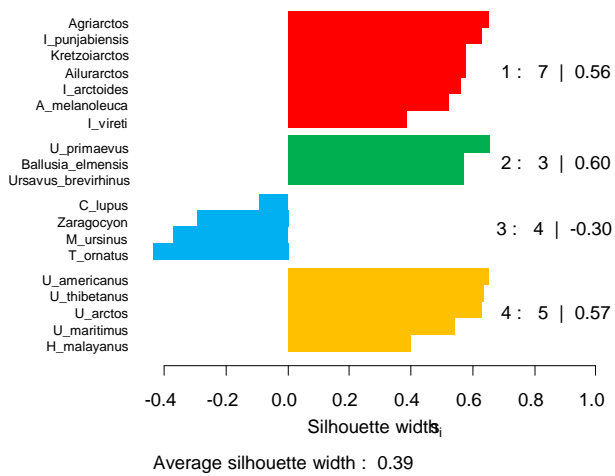 Agriarctos
I_punjabiensis
Kretzoiarctos
Ailurarctos
I_arctoides
A_melanoleuca
I_vireti
1 : 7 | 0.56
U_primaevus
Ballusia_elmensis
Ursavus_brevirhinus
2 : 3 | 0.60
C_lupus
Zaragocyon
M_ursinus
T_ornatus
3 : 4 | -0.30
U_americanus
U_thibetanus
U_arctos
U_maritimus
H_malayanus
4 : 5 | 0.57
-0.4 -0.2 0.0 0.2 0.4 0.6 0.8 1.0
Silhouette width si
Average silhouette width : 0.39